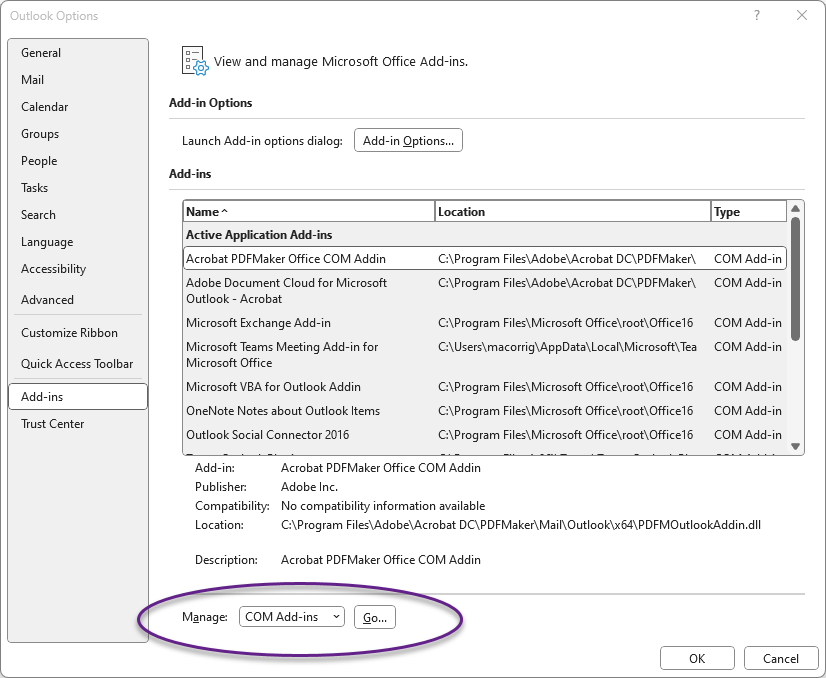 Outlook Options
?
General
Mail
Calendar
Groups
People
Tasks
Search
Language
Accessibility
Advanced
Customize Ribbon
Quick Access Toolbar
Add-ins
Trust Center
View and manage Microsoft Office Add-ins.
Add-in Options
Launch Add-in options dialog: Add-in Options...
Add-ins
Name Location Type
Active Application Add-ins
Acrobat PDFMaker Office COM Addin C:\Program Files\Adobe\Acrobat DC\PDFMaker\ COM Add-in
Adobe Document Cloud for Microsoft C:\Program Files\Adobe\Acrobat DC\PDFMaker\ COM Add-in
Outlook - Acrobat
Microsoft Exchange Add-in C:\Program Files\Microsoft Office\root\Office16 COM Add-in
Microsoft Teams Meeting Add-in for C:\Users\macorrig\AppData\Local\Microsoft\Tea COM Add-in
Microsoft Office
Microsoft VBA for Outlook Addin C:\Program Files\Microsoft Office\root\Office16 COM Add-in
OneNote Notes about Outlook Items C:\Program Files\Microsoft Office\root\Office16 COM Add-in
Outlook Social Connector 2016 C:\Program Files\Microsoft Office\root\Office16 COM Add-in
Add-in: Acrobat PDFMaker Office COM Addin
Publisher: Adobe Inc.
Compatibility: No compatibility information available
Location: C:\Program Files\Adobe\Acrobat DC\PDFMaker\Mail\Outlook\x64\PDFMOutlookAddin.dll
Description: Acrobat PDFMaker Office COM Addin
Manage: COM Add-ins Go...
OK Cancel